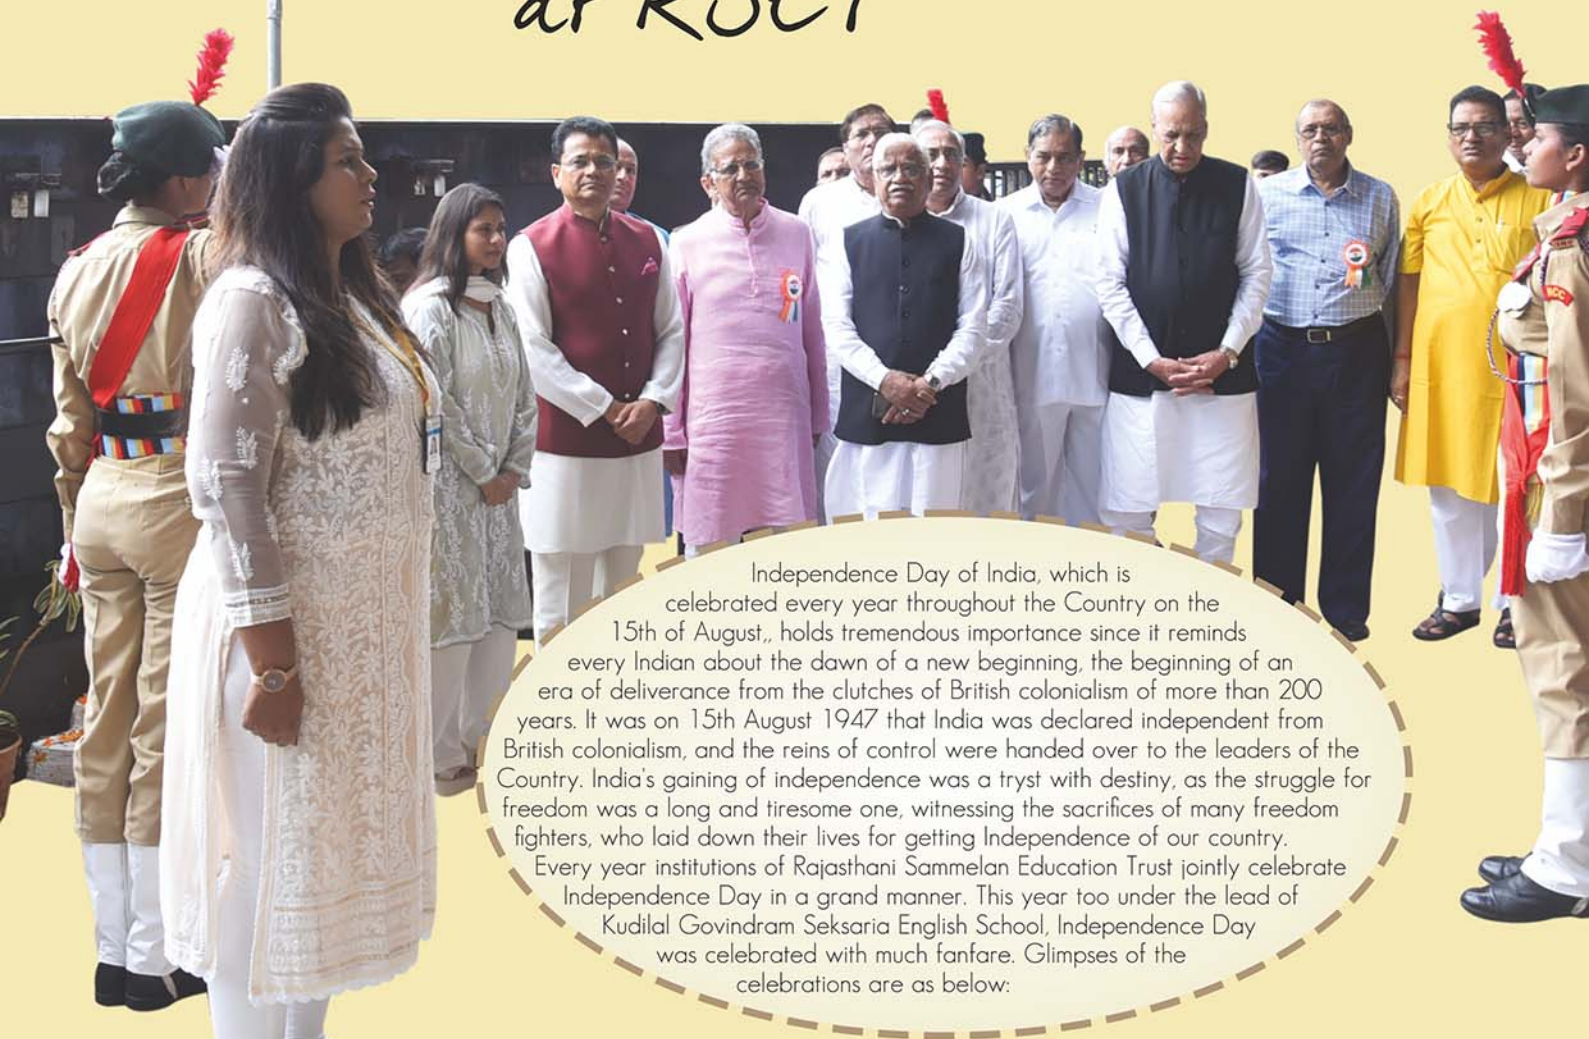 at RSET
Independence Day of India, which is
celebrated every year throughout the Country on the
15th of August,, holds tremendous importance since it reminds
every Indian about the dawn of a new beginning, the beginning of an
era of deliverance from the clutches of British colonialism of more than 200
years. It was on 15th August 1947 that India was declared independent from
British colonialism, and the reins of control were handed over to the leaders of the
Country. India's gaining of independence was a tryst with destiny, as the struggle for
freedom was a long and tiresome one, witnessing the sacrifices of many freedom
fighters, who laid down their lives for getting Independence of our country.
Every year institutions of Rajasthani Sammelan Education Trust jointly celebrate
Independence Day in a grand manner. This year too under the lead of
Kudilal Govindram Seksaria English School, Independence Day
was celebrated with much fanfare. Glimpses of the
celebrations are as below:
NCC